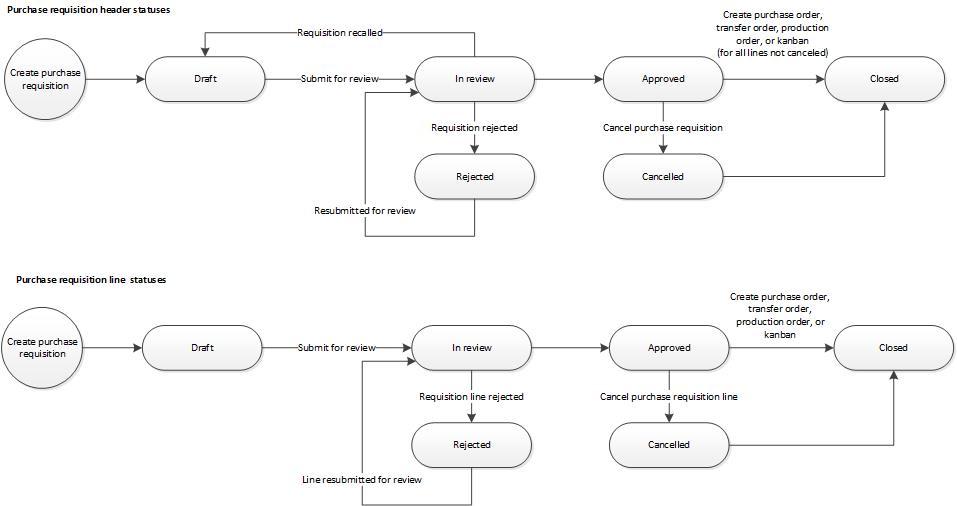 Purchase requisition header statuses
Create purchase order,
transfer order, production
order, or kanban
(for all lines not canceled)
Requisition recalled
Create purchase
requisition
Draft
Submit for review
In review
Approved
Closed
Requisition rejected
Cancel purchase requisition
Rejected
Cancelled
Resubmitted for review
Purchase requisition line statuses
Create purchase order,
transfer order,
production order, or
kanban
Create purchase
requisition
Draft
Submit for review
In review
Approved
Closed
Requisition line rejected
Cancel purchase requisition line
Rejected
Cancelled
Line resubmitted for review